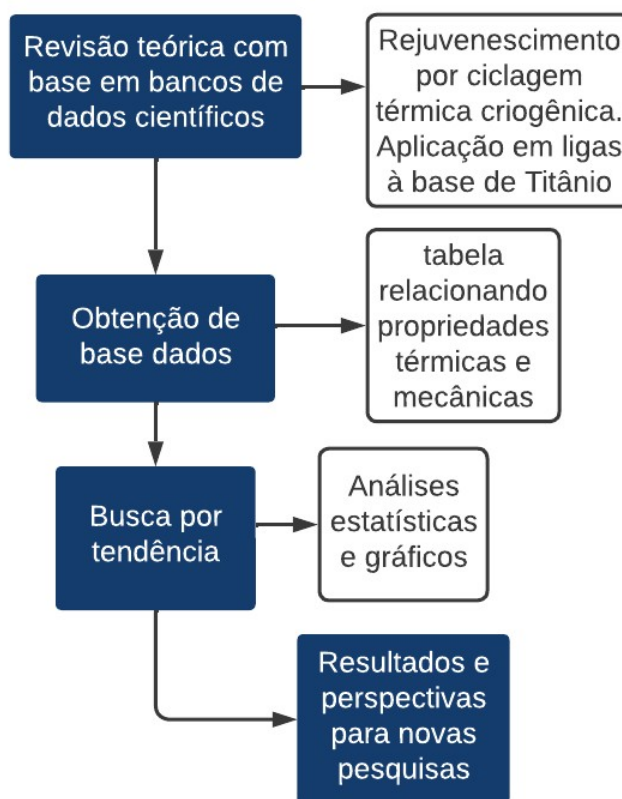 Revisão teórica com
base em bancos de
dados científicos
Rejuvenescimento
por ciclagem
térmica criogênica.
Aplicação em ligas
à base de Titânio
Obtenção de
base dados
tabela
relacionando
propriedades
térmicas e
mecânicas
Busca por
tendência
Análises
estatísticas
e gráficos
Resultados e
perspectivas
para novas
pesquisas